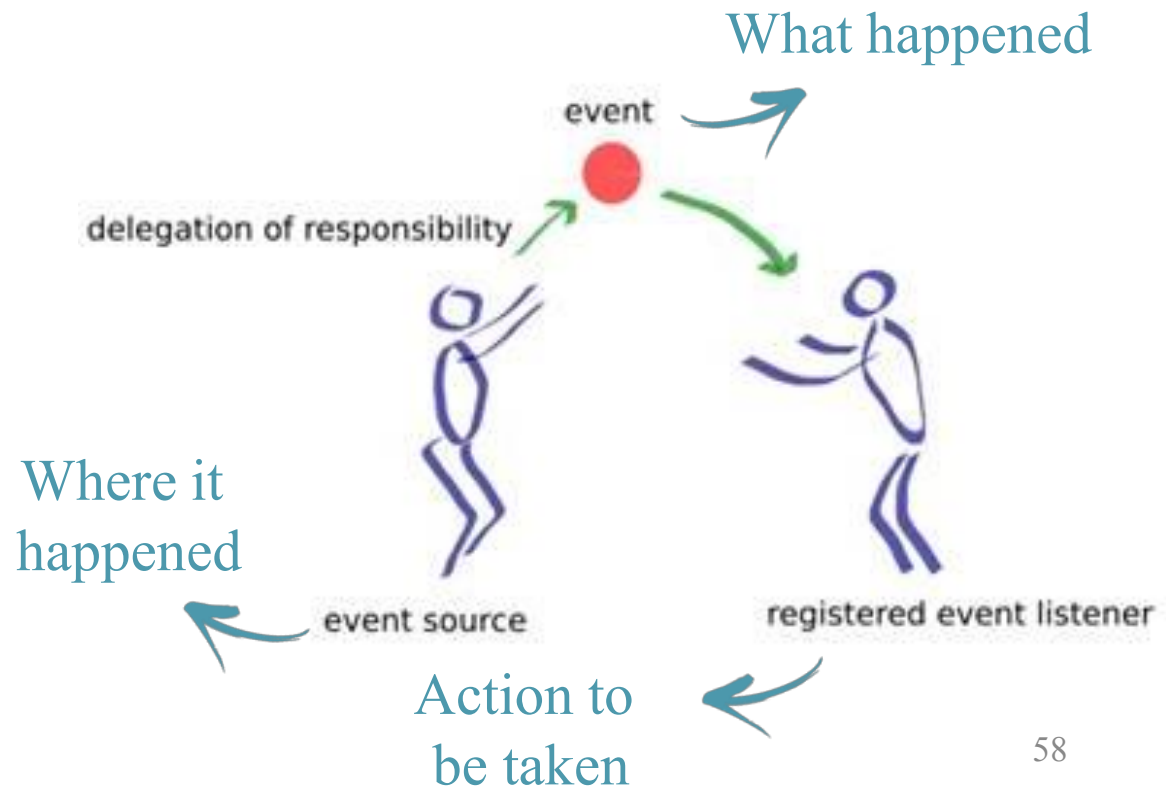 What happened
event
delegation of responsibility
Where it
happened
event source
registered event listener
Action to
be taken
58